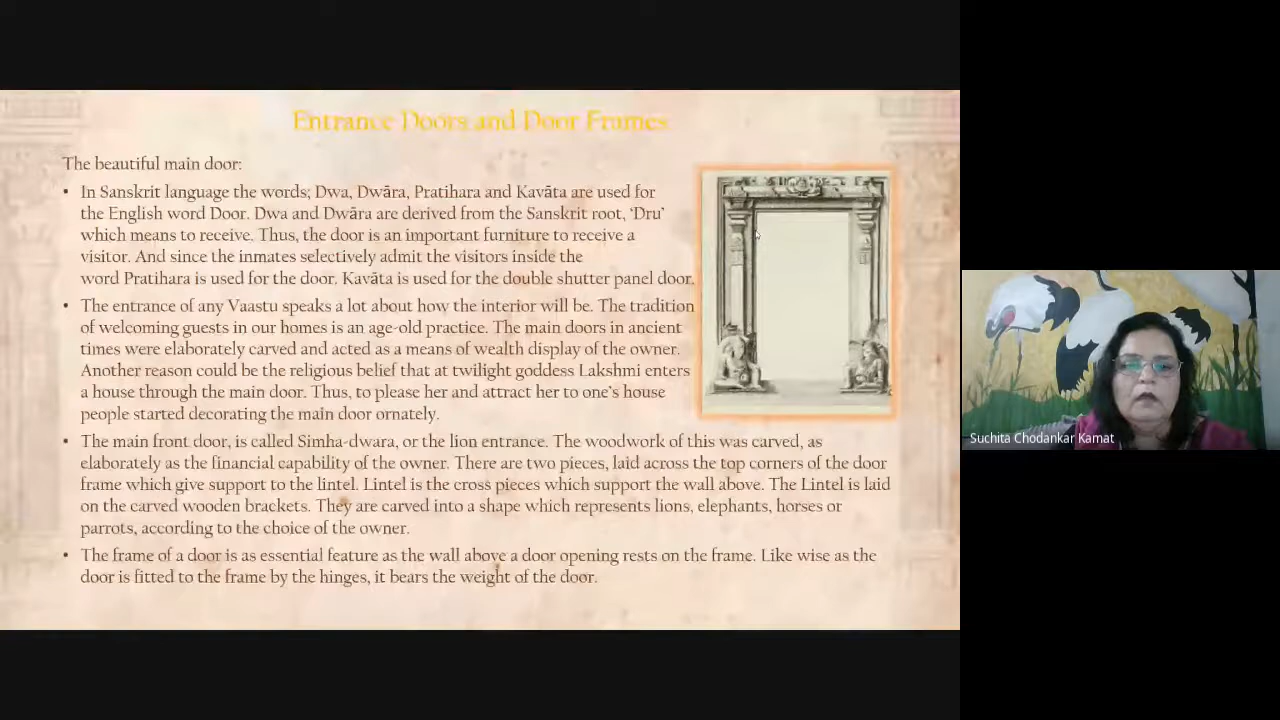 Entrance Doors and Door Frames
The beautiful main door:
• In Sanskrit language the words; Dwa, Dwāra, Pratihara and Kavāta are used for
the English word Door. Dwa and Dwāra are derived from the Sanskrit root, ‘Dru’
which means to receive. Thus, the door is an important furniture to receive a
visitor. And since the inmates selectively admit the visitors inside the
word Pratihara is used for the door. Kavāta is used for the double shutter panel door.
• The entrance of any Vaastu speaks a lot about how the interior will be. The tradition
of welcoming guests in our homes is an age-old practice. The main doors in ancient
times were elaborately carved and acted as a means of wealth display of the owner.
Another reason could be the religious belief that at twilight goddess Lakshmi enters
a house through the main door. Thus, to please her and attract her to one’s house
people started decorating the main door ornately.
• The main front door, is called Simha-dwara, or the lion entrance. The woodwork of this was carved, as
elaborately as the financial capability of the owner. There are two pieces, laid across the top corners of the door
frame which give support to the lintel. Lintel is the cross pieces which support the wall above. The Lintel is laid
on the carved wooden brackets. They are carved into a shape which represents lions, elephants, horses or
parrots, according to the choice of the owner.
• The frame of a door is as essential feature as the wall above a door opening rests on the frame. Like wise as the
door is fitted to the frame by the hinges, it bears the weight of the door.
Suchita Chodankar Kamat